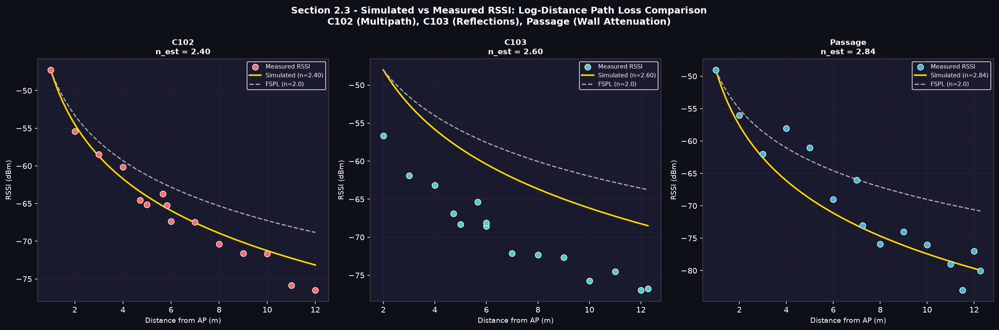 Section 2.3 - Simulated vs Measured RSSI: Log-Distance Path Loss Comparison
C102 (Multipath), C103 (Reflections), Passage (Wall Attenuation)
C102
n_est = 2.40
Measured RSSI
Simulated (n=2.40)
FSPL (n=2.0)
RSSI (dBm)
−50
−55
−60
−65
−70
−75
2 4 6 8 10 12
Distance from AP (m)
C103
n_est = 2.60
Measured RSSI
Simulated (n=2.60)
FSPL (n=2.0)
RSSI (dBm)
−50
−55
−60
−65
−70
−75
2 4 6 8 10 12
Distance from AP (m)
Passage
n_est = 2.84
Measured RSSI
Simulated (n=2.84)
FSPL (n=2.0)
RSSI (dBm)
−50
−55
−60
−65
−70
−75
−80
2 4 6 8 10 12
Distance from AP (m)